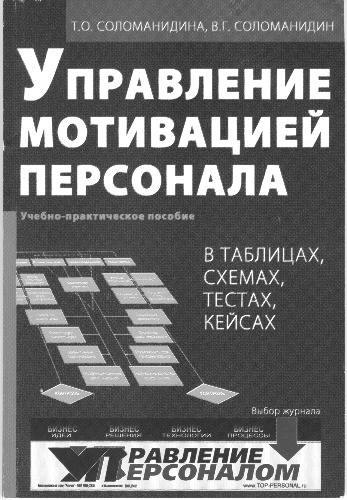 Т.О. СОЛОМАНИДИНА, В.Г. СОЛОМАНИДИН
УПРАВЛЕНИЕ
МОТИВАЦИЕЙ
ПЕРСОНАЛА
Учебно-практическое пособие
В ТАБЛИЦАХ,
СХЕМАХ,
ТЕСТАХ,
КЕЙСАХ
Выбор журнала
БИЗНЕС ИДЕИ
БИЗНЕС РЕШЕНИЯ
БИЗНЕС ТЕХНОЛОГИИ
БИЗНЕС ПРОЦЕССЫ
УПРАВЛЕНИЕ
ПЕРСОНАЛОМ
WWW.TOP-PERSONAL.ru